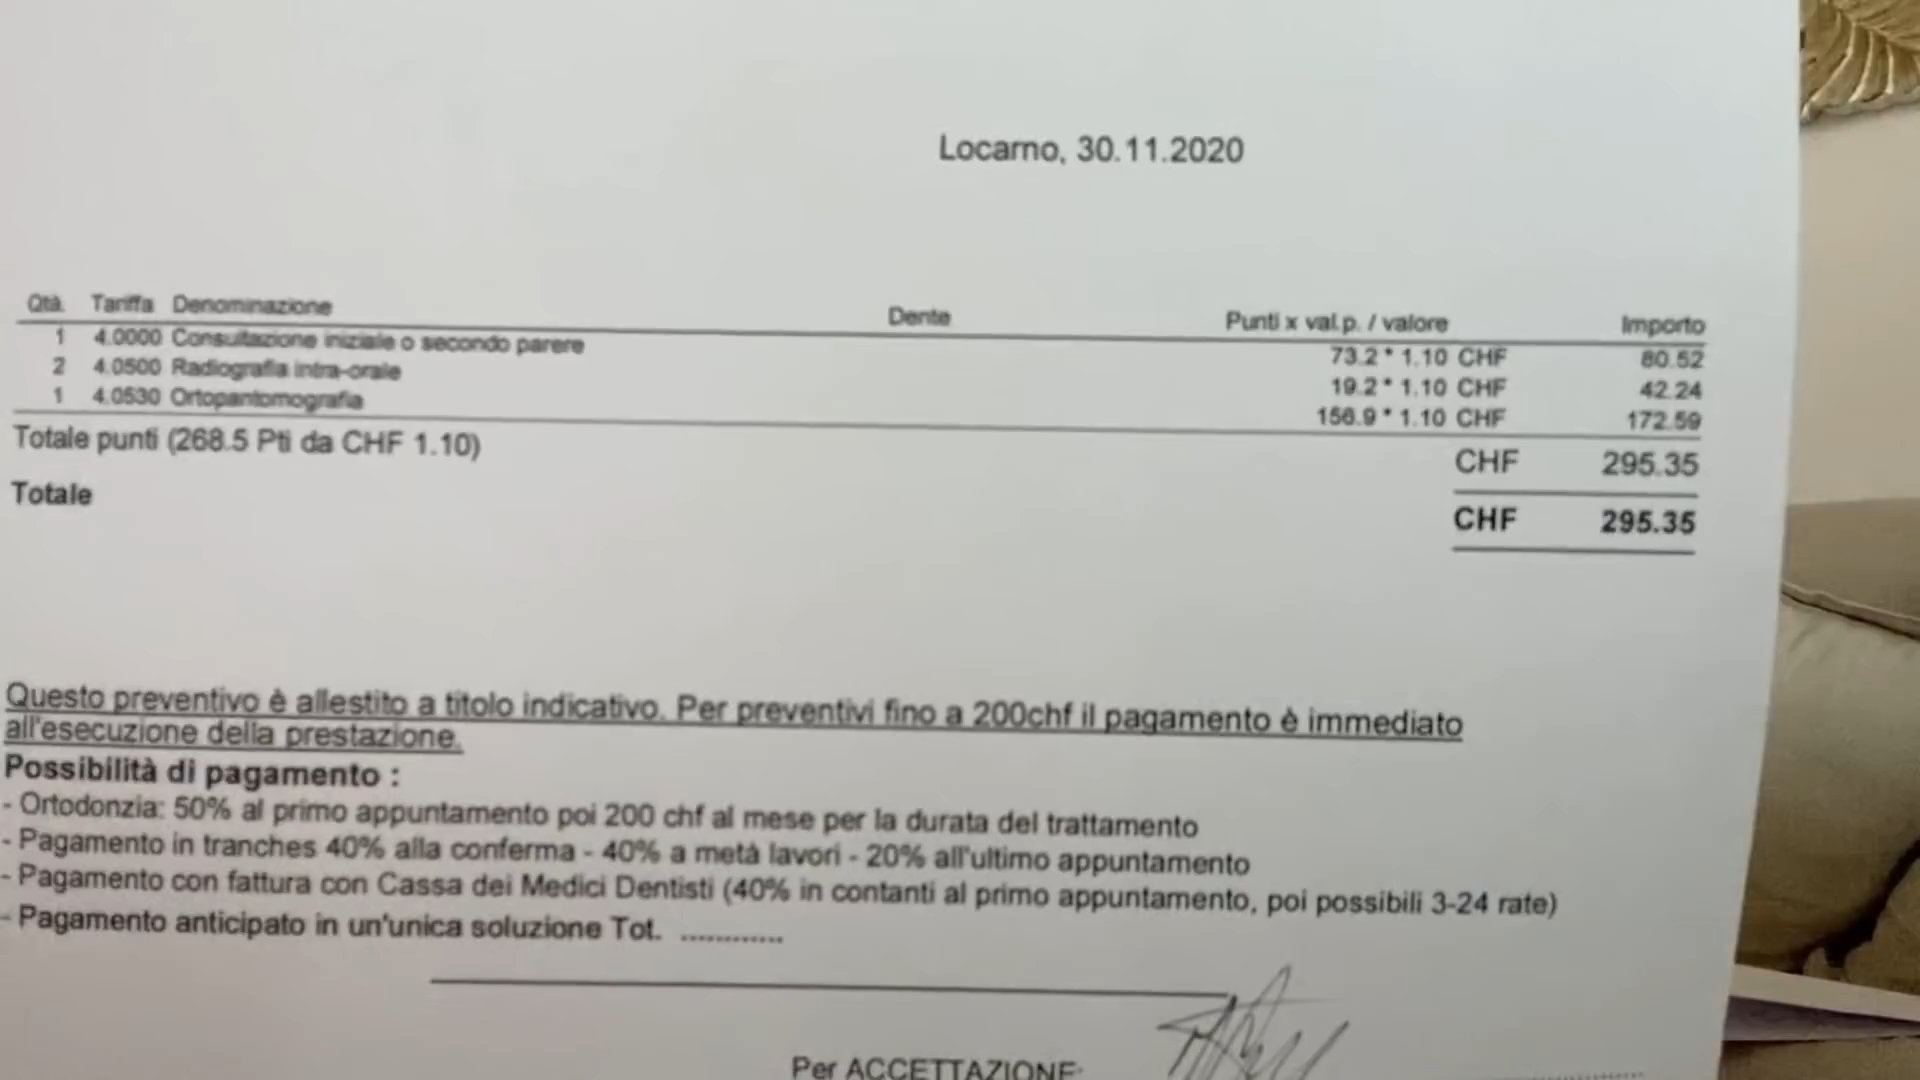 Locarno, 30.11.2020
Qtà. Tariffa Denominazione Dente Punti x val.p. / valore Importo
1 4.0000 Consultazione iniziale o secondo parere 73.2 * 1.10 CHF 80.52
2 4.0500 Radiografia intra-orale 19.2 * 1.10 CHF 42.24
1 4.0530 Ortopantomografia 156.9 * 1.10 CHF 172.59
Totale punti (268.5 Pti da CHF 1.10) CHF 295.35
Totale CHF 295.35
Questo preventivo è allestito a titolo indicativo. Per preventivi fino a 200chf il pagamento è immediato
all'esecuzione della prestazione.
Possibilità di pagamento :
- Ortodonzia: 50% al primo appuntamento poi 200 chf al mese per la durata del trattamento
- Pagamento in tranches 40% alla conferma - 40% a metà lavori - 20% all'ultimo appuntamento
- Pagamento con fattura con Cassa dei Medici Dentisti (40% in contanti al primo appuntamento, poi possibili 3-24 rate)
- Pagamento anticipato in un'unica soluzione Tot. ............
Per ACCETTAZIONE: